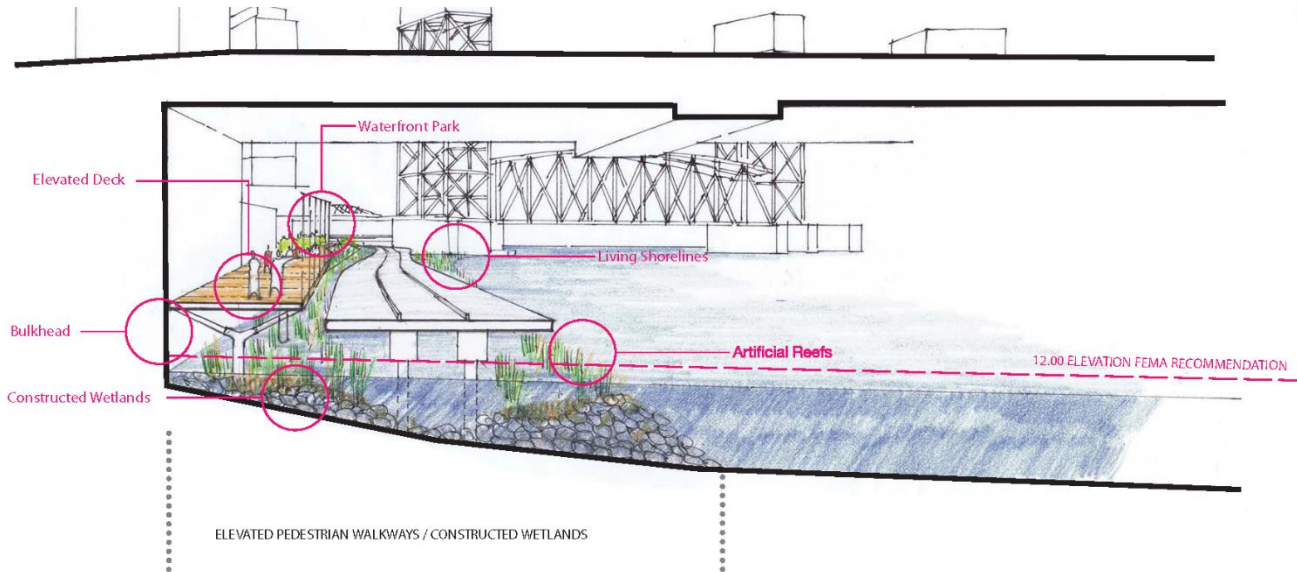 Waterfront Park
Elevated Deck
Living Shorelines
Bulkhead
Artificial Reefs
12.00 ELEVATION FEMA RECOMMENDATION
Constructed Wetlands
ELEVATED PEDESTRIAN WALKWAYS / CONSTRUCTED WETLANDS